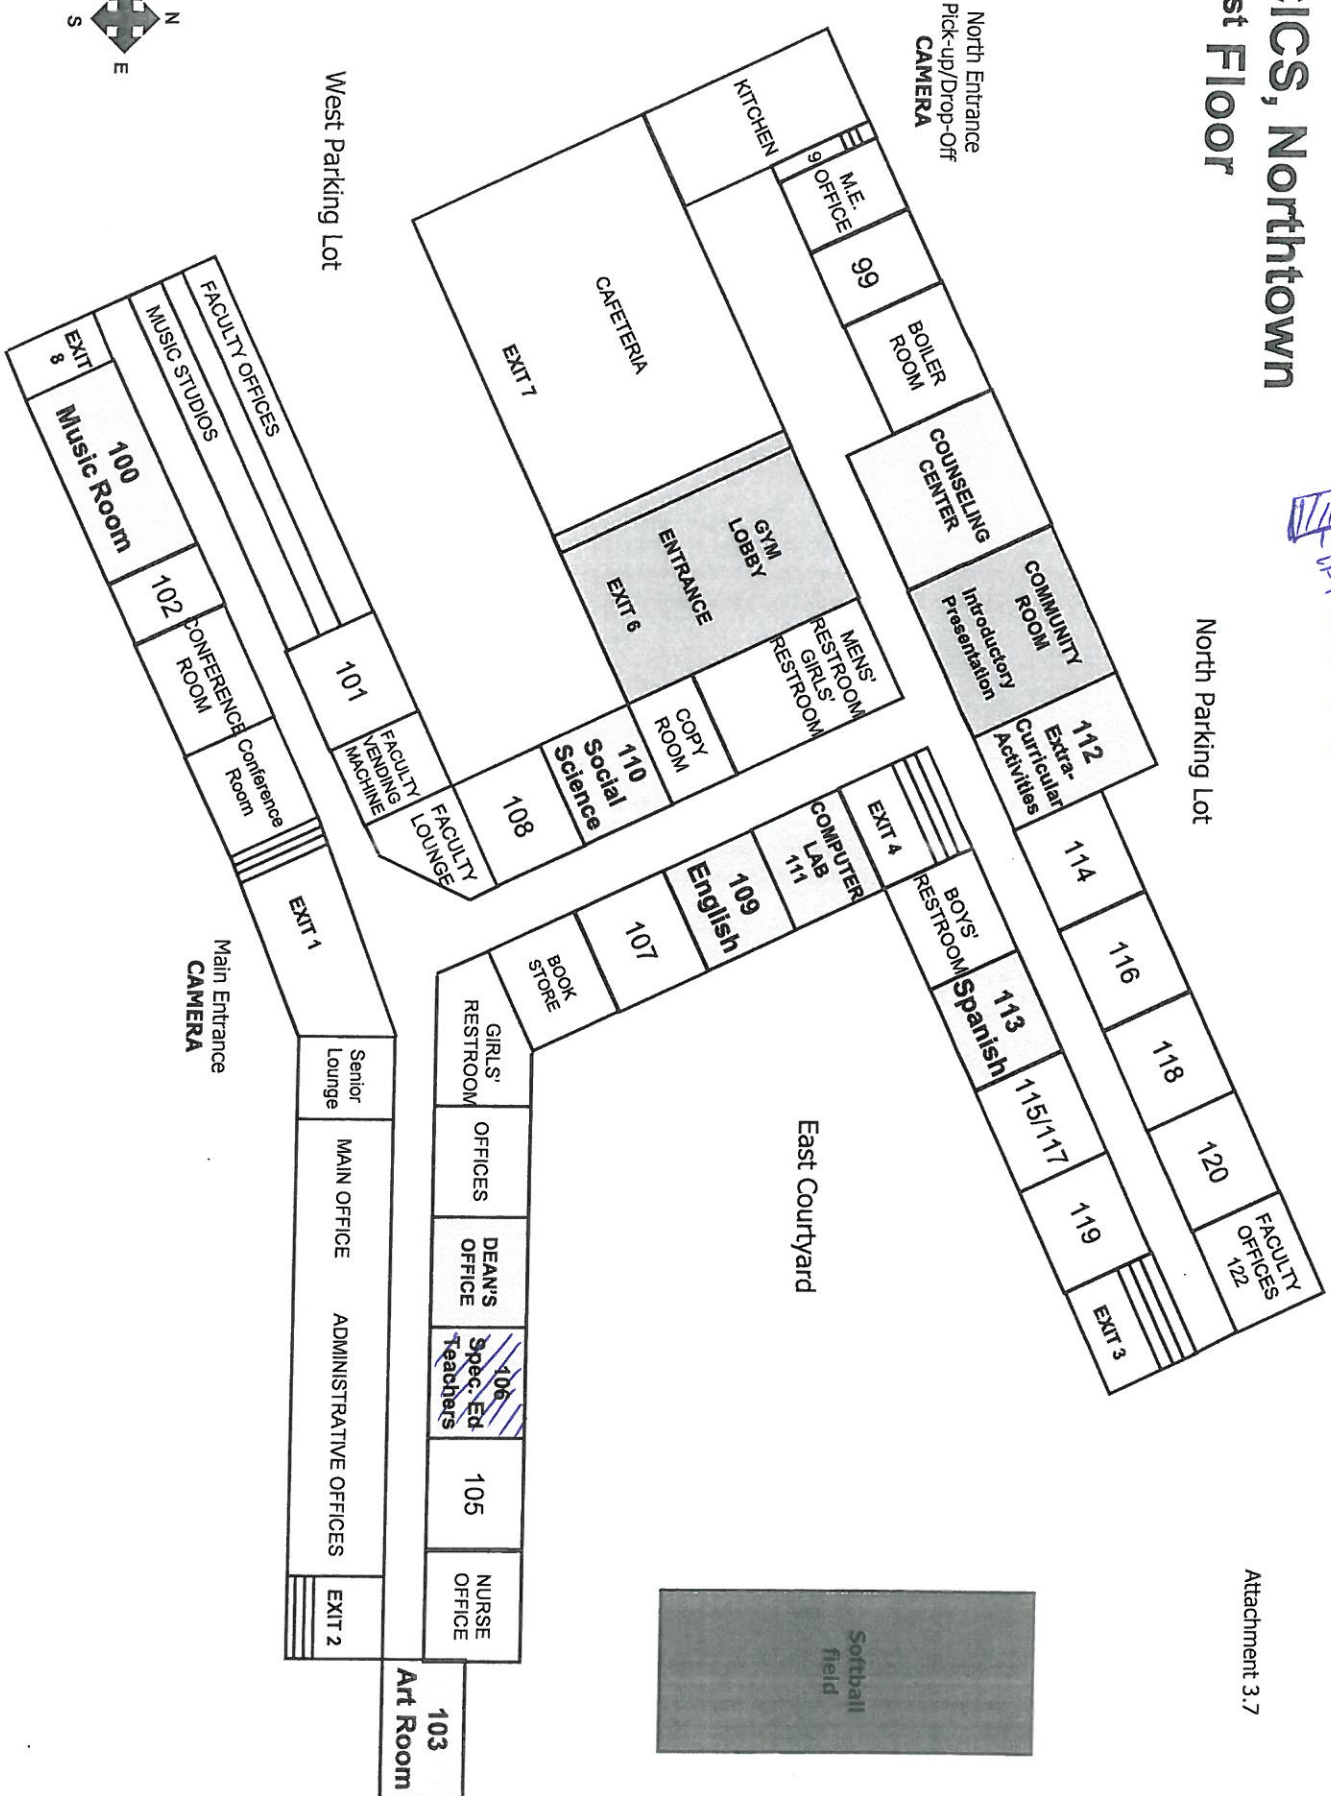 CICS, Northtown
st Floor
Attachment 3.7
North Parking Lot
North Entrance
Pick-up/Drop-Off
CAMERA
KITCHEN
9
M.E.
OFFICE
99
BOILER
ROOM
COUNSELING
CENTER
COMMUNITY
ROOM
Introductory
Presentation
112
Extra-
Curricular
Activities
114
116
118
120
FACULTY
OFFICES
122
CAFETERIA
EXIT 7
GYM
LOBBY
ENTRANCE
EXIT 6
MENS'
RESTROOM
GIRLS'
RESTROOM
COPY
ROOM
110
Social
Science
108
FACULTY
LOUNGE
FACULTY
VENDING
MACHINE
101
EXIT 4
COMPUTER
LAB
111
109
English
107
BOOK
STORE
BOYS'
RESTROOM
113
Spanish
115/117
119
EXIT 3
East Courtyard
Softball
field
West Parking Lot
N
S
E
FACULTY OFFICES
MUSIC STUDIOS
EXIT
8
100
Music Room
102
CONFERENCE
ROOM
Conference
Room
EXIT 1
Main Entrance
CAMERA
Senior
Lounge
MAIN OFFICE
ADMINISTRATIVE OFFICES
EXIT 2
GIRLS'
RESTROOM
OFFICES
DEAN'S
OFFICE
106
Spec. Ed
Teachers
105
NURSE
OFFICE
103
Art Room